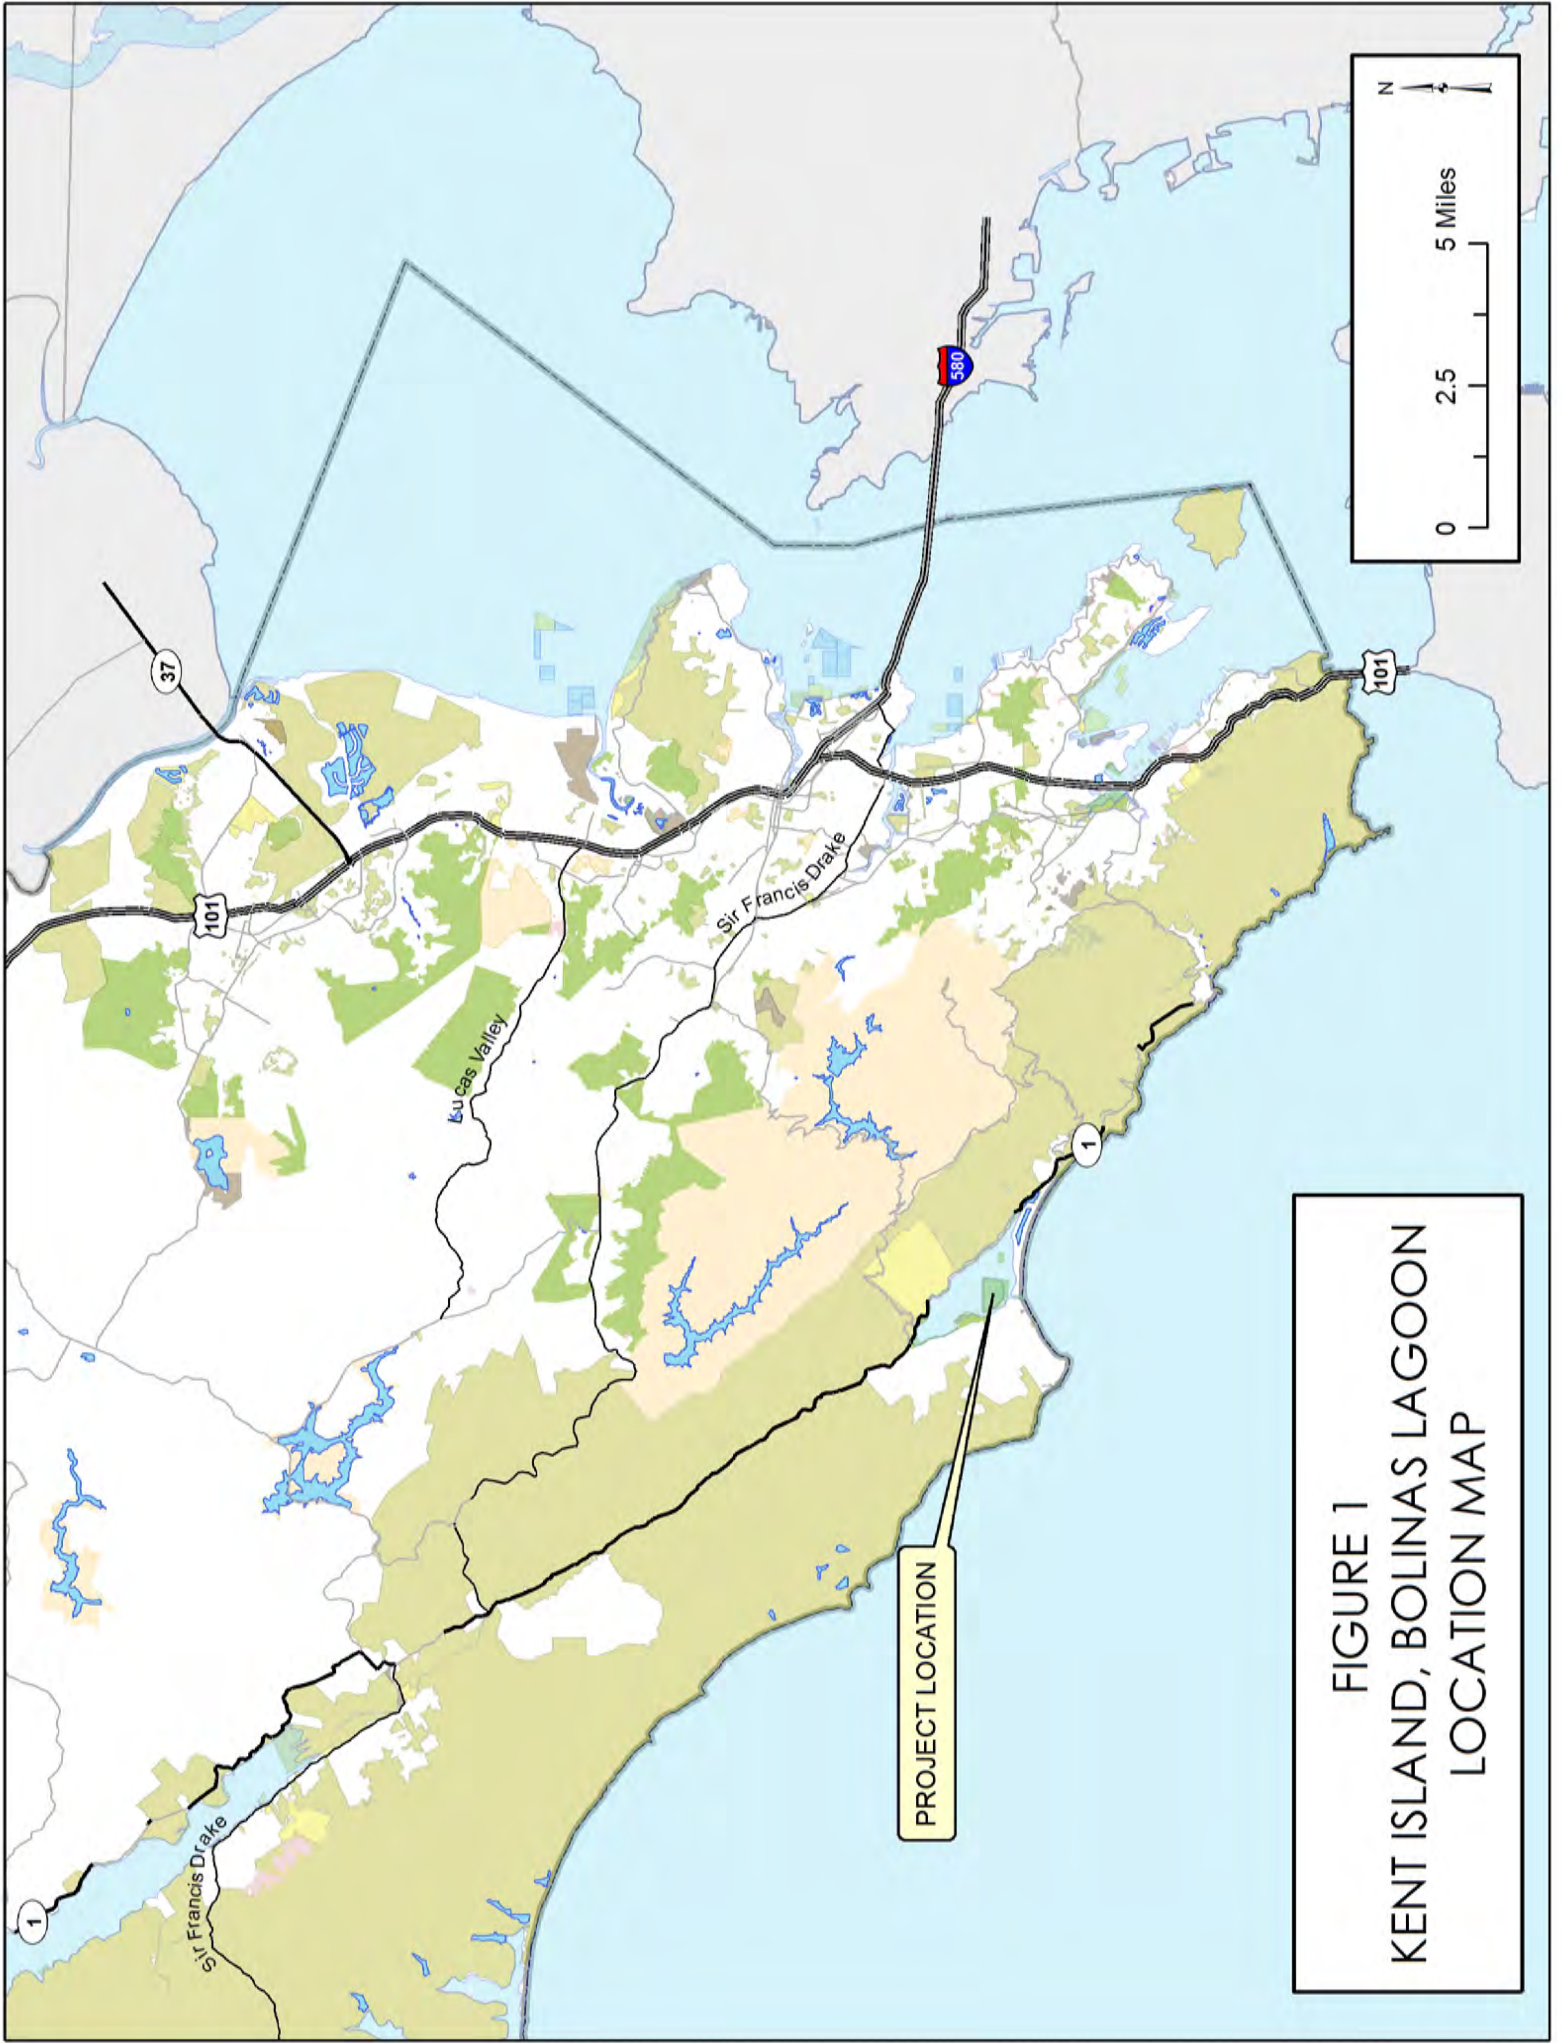 1
Sir Francis Drake
101
37
Lucas Valley
Sir Francis Drake
580
1
101
PROJECT LOCATION
N
0 2.5 5 Miles
FIGURE 1
KENT ISLAND, BOLINAS LAGOON
LOCATION MAP